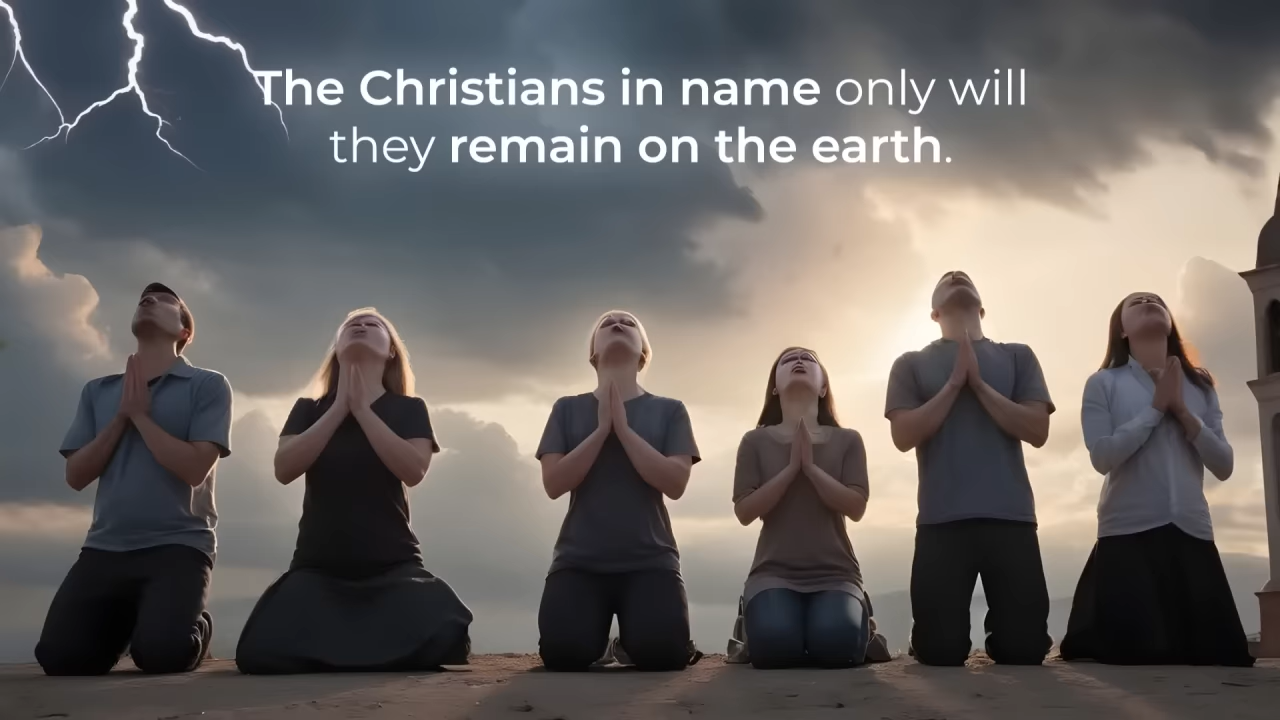 The Christians in name only will
they remain on the earth.